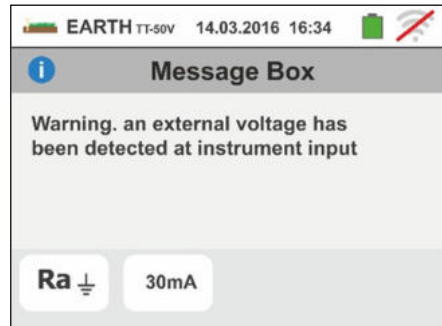 EARTH TT-50V 14.03.2016 16:34
i Message Box
Warning. an external voltage has
been detected at instrument input
Ra 30mA